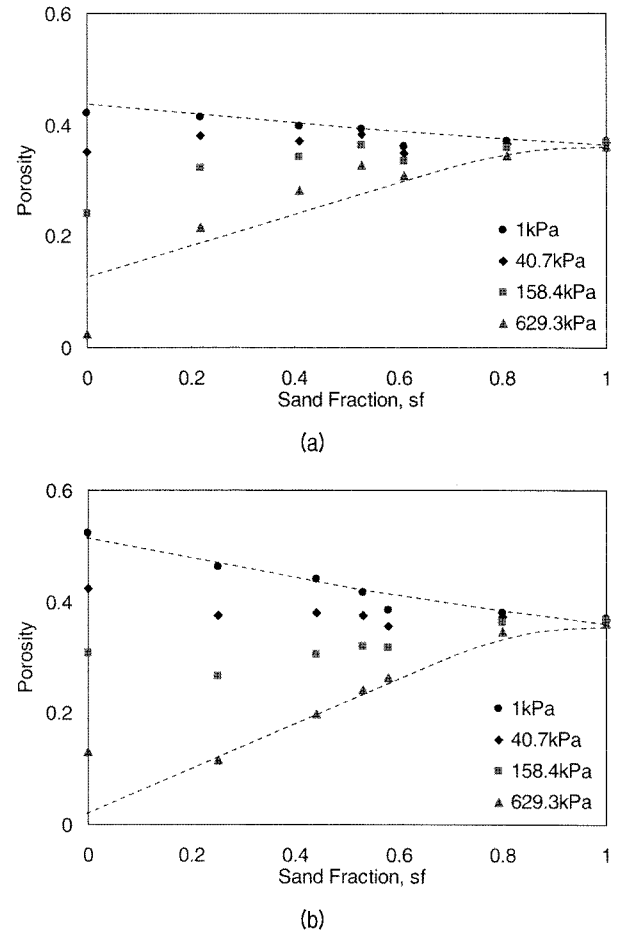 0.6
0.4
0.2
0
Porosity
1kPa
40.7kPa
158.4kPa
629.3kPa
0 0.2 0.4 0.6 0.8 1
Sand Fraction, sf
(a)
0.6
0.4
0.2
0
Porosity
1kPa
40.7kPa
158.4kPa
629.3kPa
0 0.2 0.4 0.6 0.8 1
Sand Fraction, sf
(b)